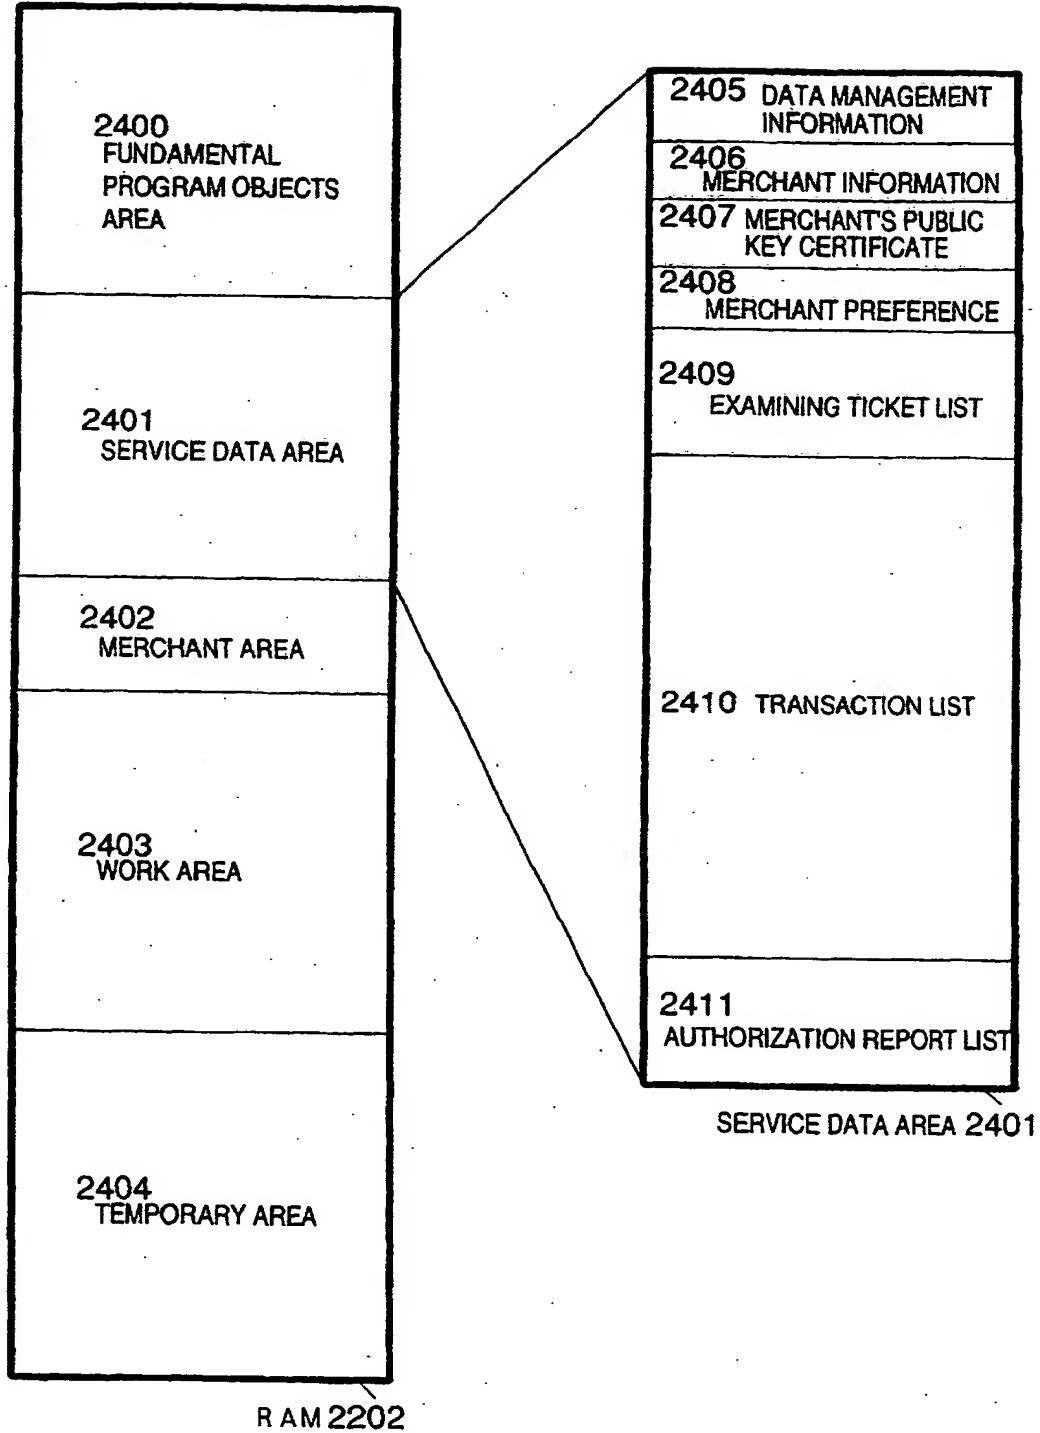 2400
FUNDAMENTAL
PROGRAM OBJECTS
AREA
2401
SERVICE DATA AREA
2402
MERCHANT AREA
2403
WORK AREA
2404
TEMPORARY AREA
RAM 2202
2405 DATA MANAGEMENT
INFORMATION
2406
MERCHANT INFORMATION
2407 MERCHANT'S PUBLIC
KEY CERTIFICATE
2408
MERCHANT PREFERENCE
2409
EXAMINING TICKET LIST
2410 TRANSACTION LIST
2411
AUTHORIZATION REPORT LIST
SERVICE DATA AREA 2401